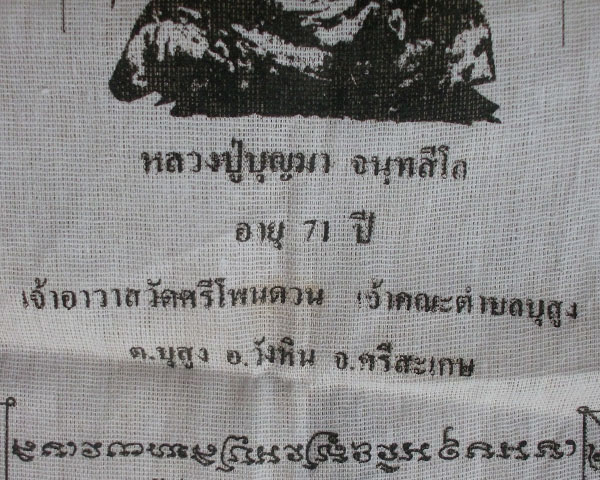 หลวงปู่บุญมา จนฺทสีโล
อายุ 71 ปี
เจ้าอาวาสวัดศรีโพนดวน เจ้าคณะตำบลบุสูง
ต.บุสูง อ.วังหิน จ.ศรีสะเกษ